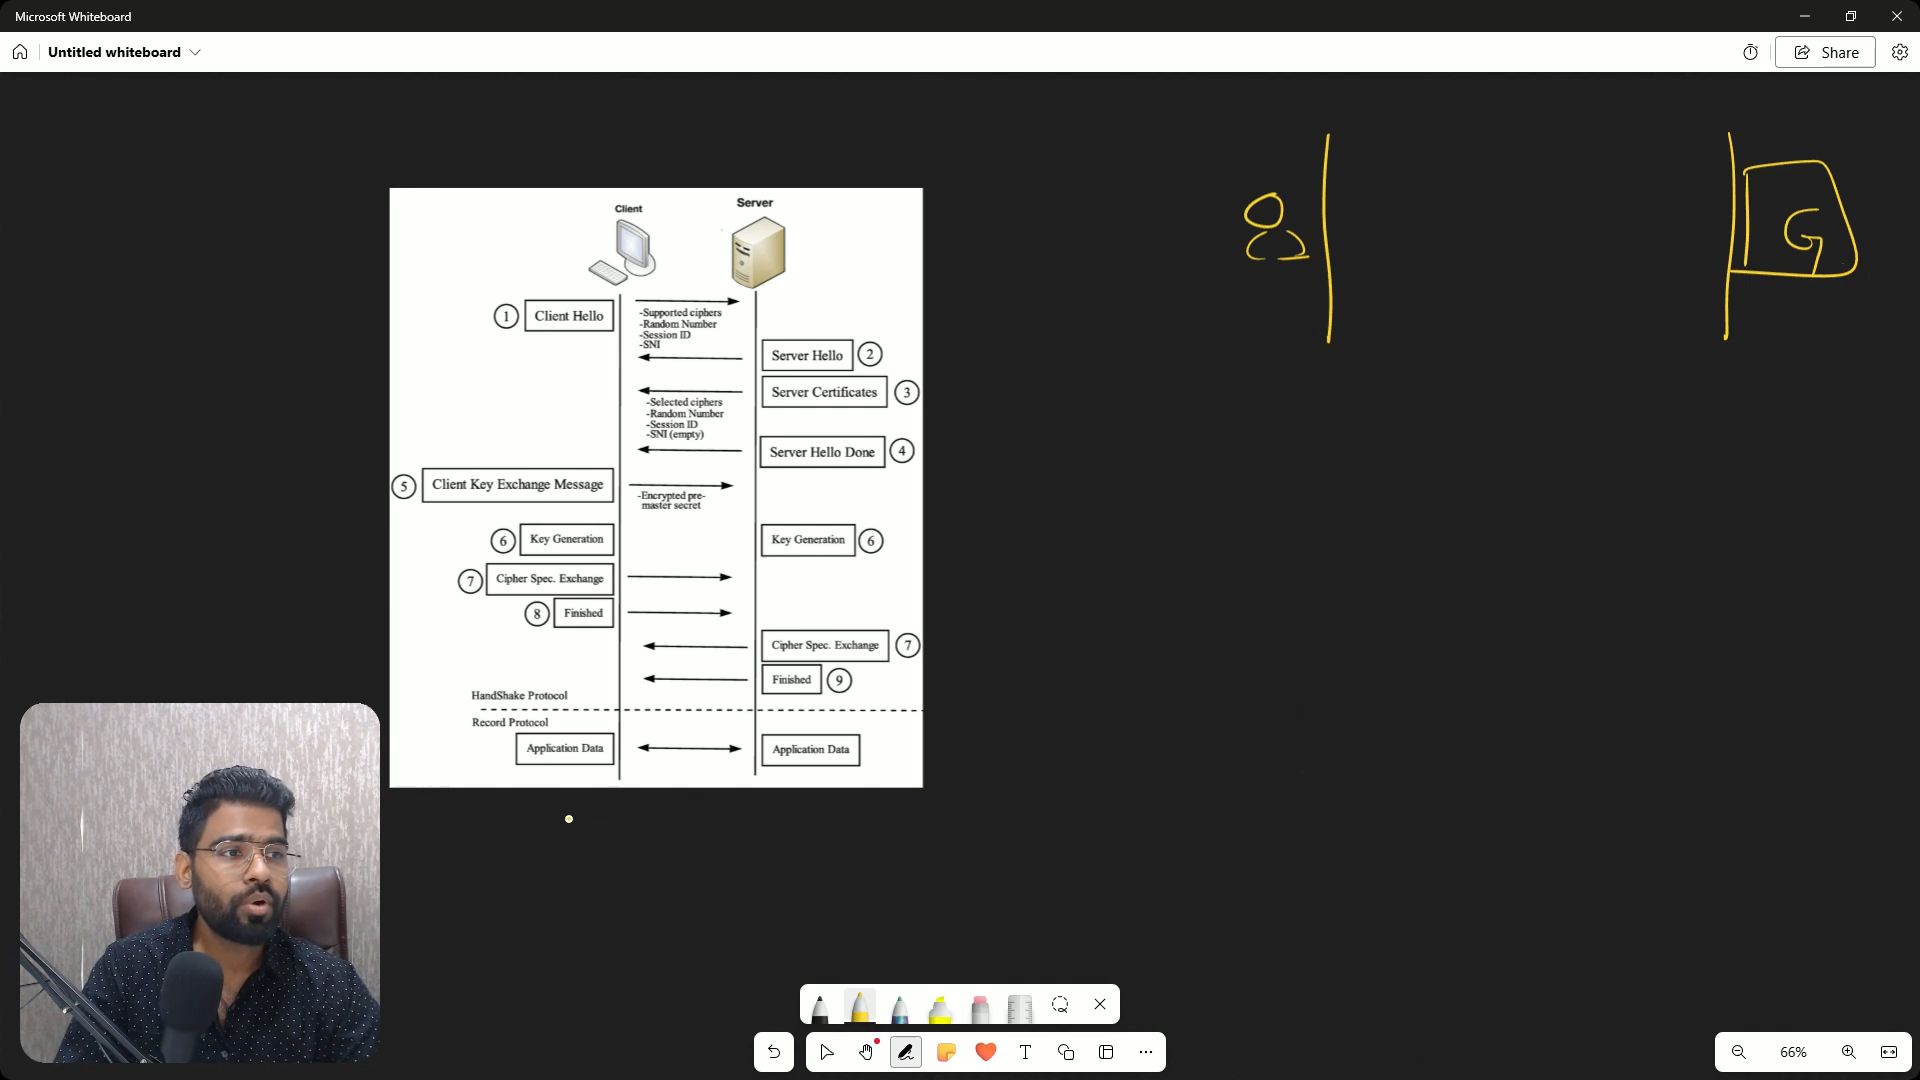 Microsoft Whiteboard
Untitled whiteboard
Share
Client
Server
1 Client Hello
-Supported ciphers
-Random Number
-Session ID
-SNI
Server Hello 2
Server Certificates 3
-Selected ciphers
-Random Number
-Session ID
-SNI (empty)
Server Hello Done 4
5 Client Key Exchange Message
-Encrypted pre-
master secret
6 Key Generation
Key Generation 6
7 Cipher Spec. Exchange
8 Finished
Cipher Spec. Exchange 7
Finished 9
HandShake Protocol
Record Protocol
Application Data
Application Data
G
66%